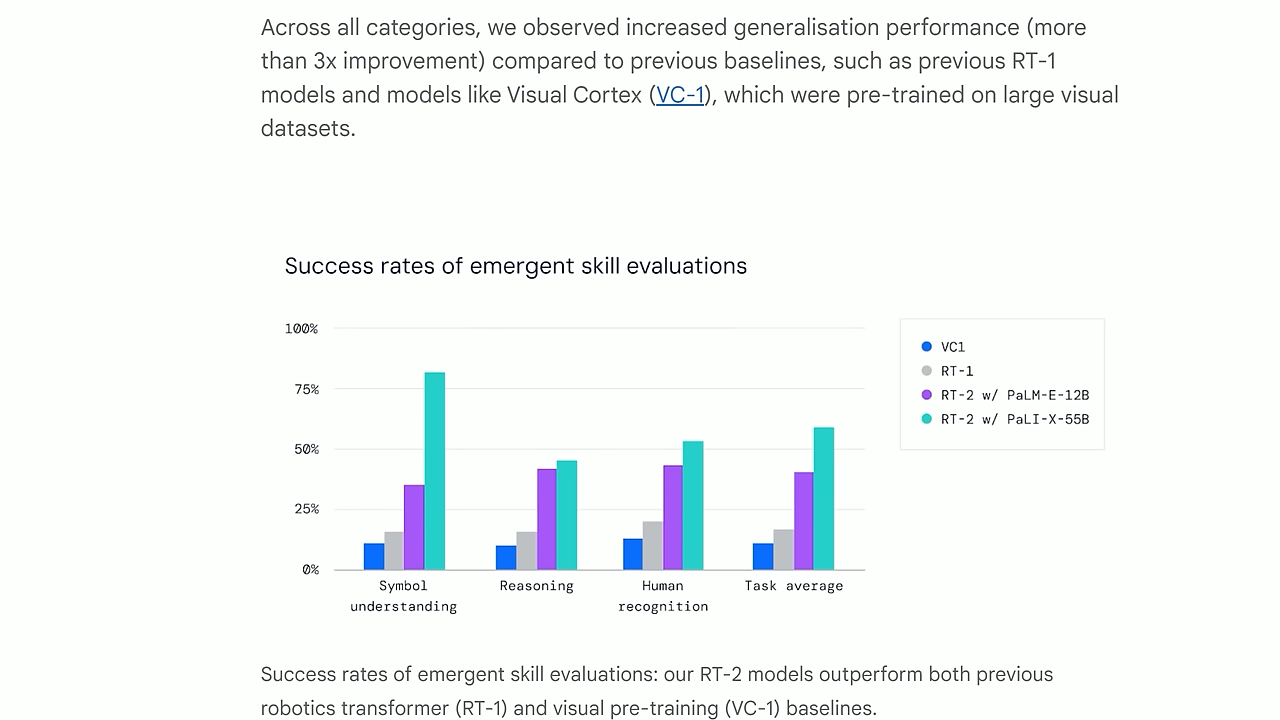 Across all categories, we observed increased generalisation performance (more
than 3x improvement) compared to previous baselines, such as previous RT-1
models and models like Visual Cortex (VC-1), which were pre-trained on large visual
datasets.
Success rates of emergent skill evaluations
100%
75%
50%
25%
0%
Symbol
understanding
Reasoning
Human
recognition
Task average
VC1
RT-1
RT-2 w/ PaLM-E-12B
RT-2 w/ PaLI-X-55B
Success rates of emergent skill evaluations: our RT-2 models outperform both previous
robotics transformer (RT-1) and visual pre-training (VC-1) baselines.